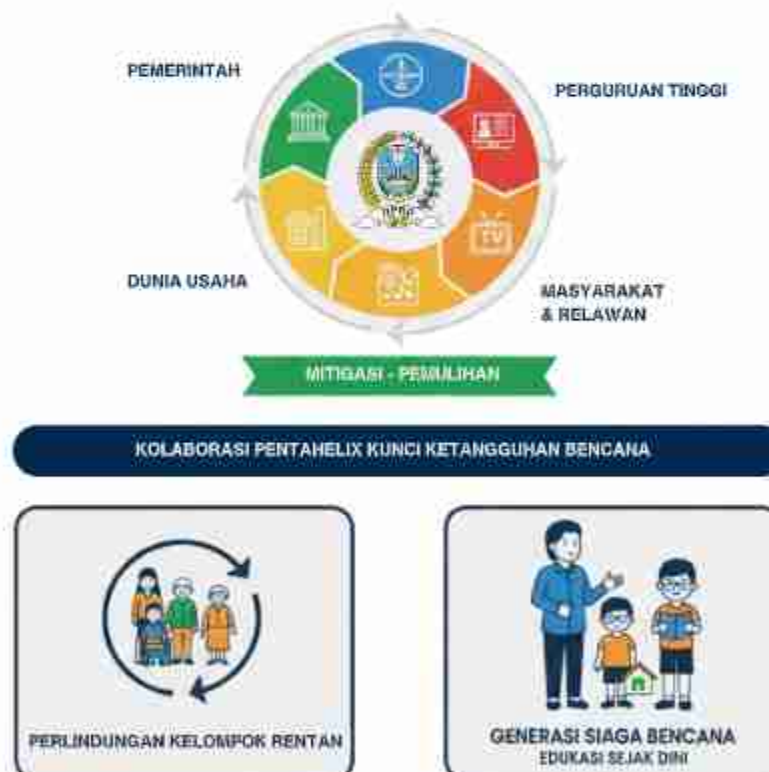 PEMERINTAH
PERGURUAN TINGGI
TV
DUNIA USAHA
MASYARAKAT
& RELAWAN
MITIGASI - PEMULIHAN
KOLABORASI PENTAHELIX KUNCI KETANGGUHAN BENCANA
PERLINDUNGAN KELOMPOK RENTAN
GENERASI SIAGA BENCANA
EDUKASI SEJAK DINI